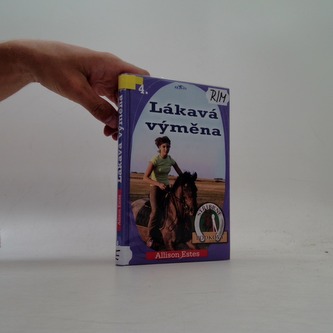 4.
R/M
Lákavá
výměna
Allison Estes
Lákavá výměna